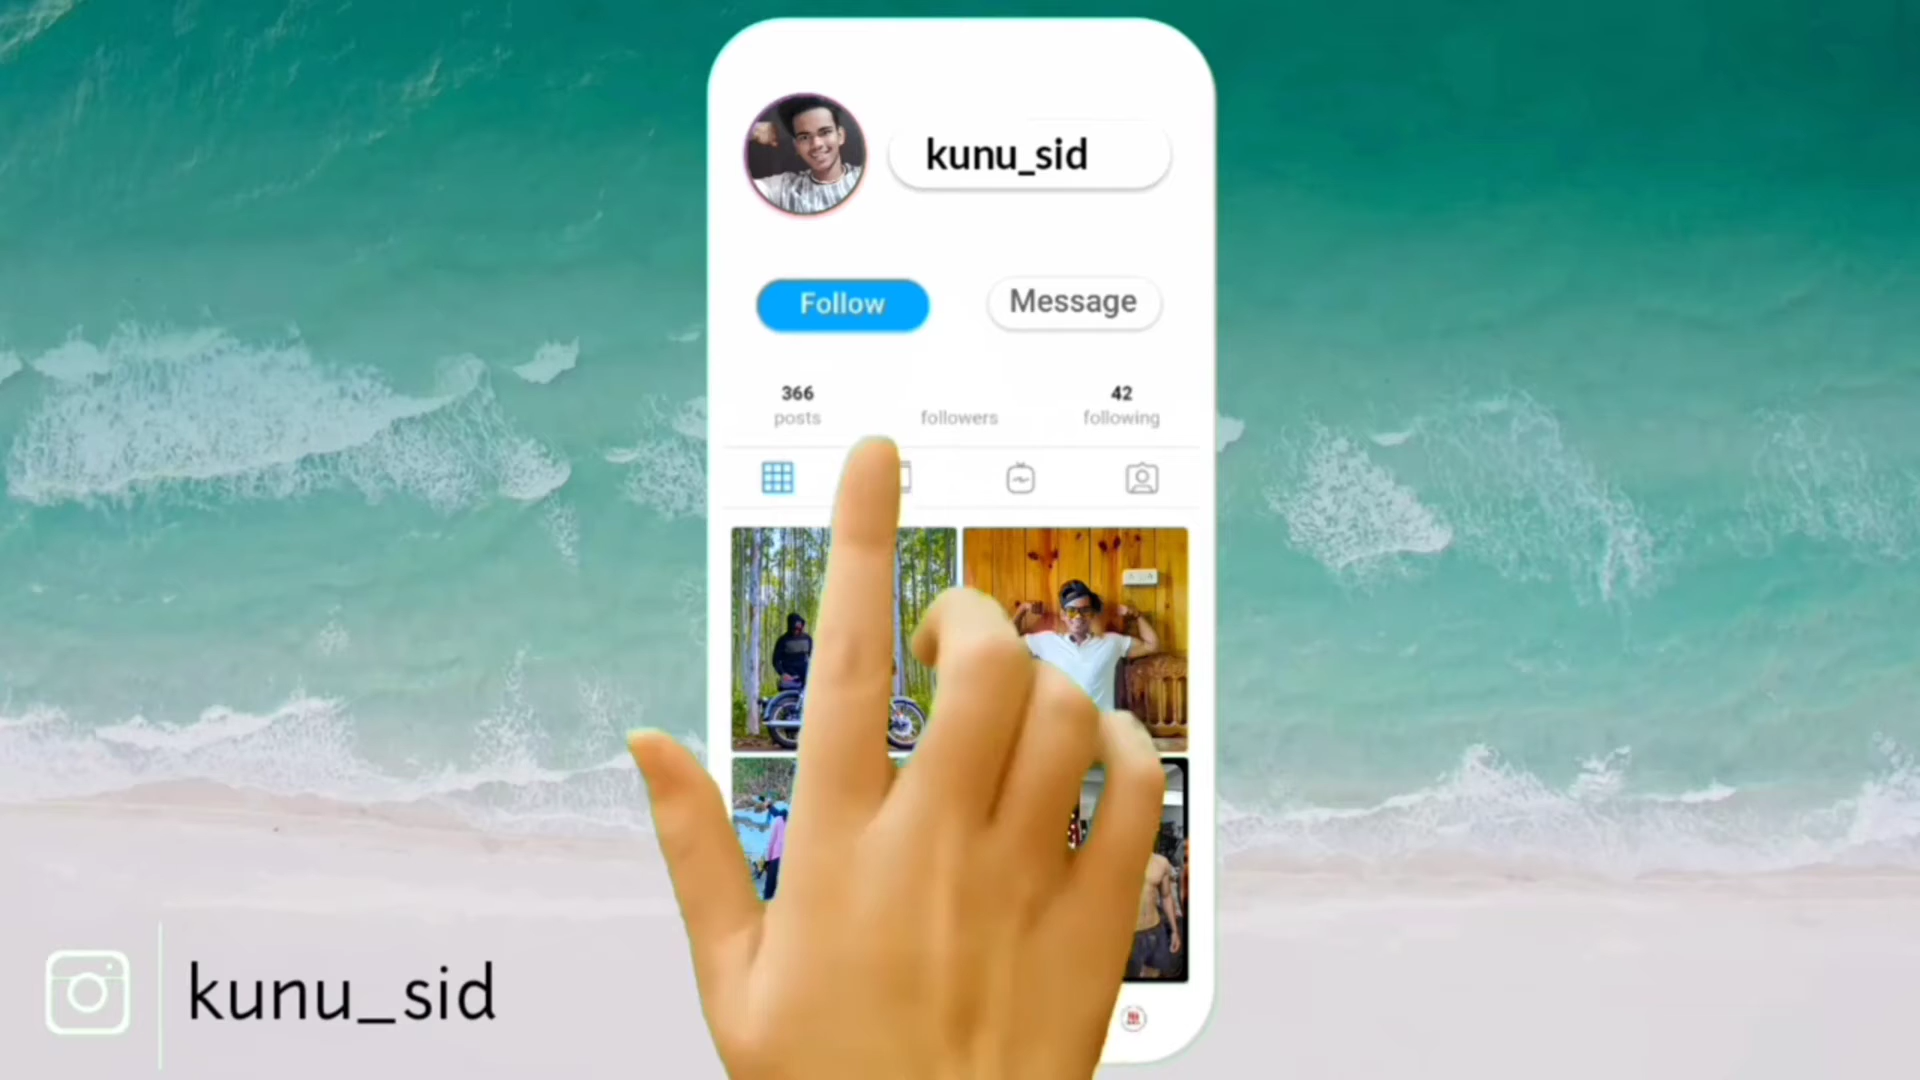 kunu_sid
Follow
Message
366
42
posts
followers
following
kunu_sid